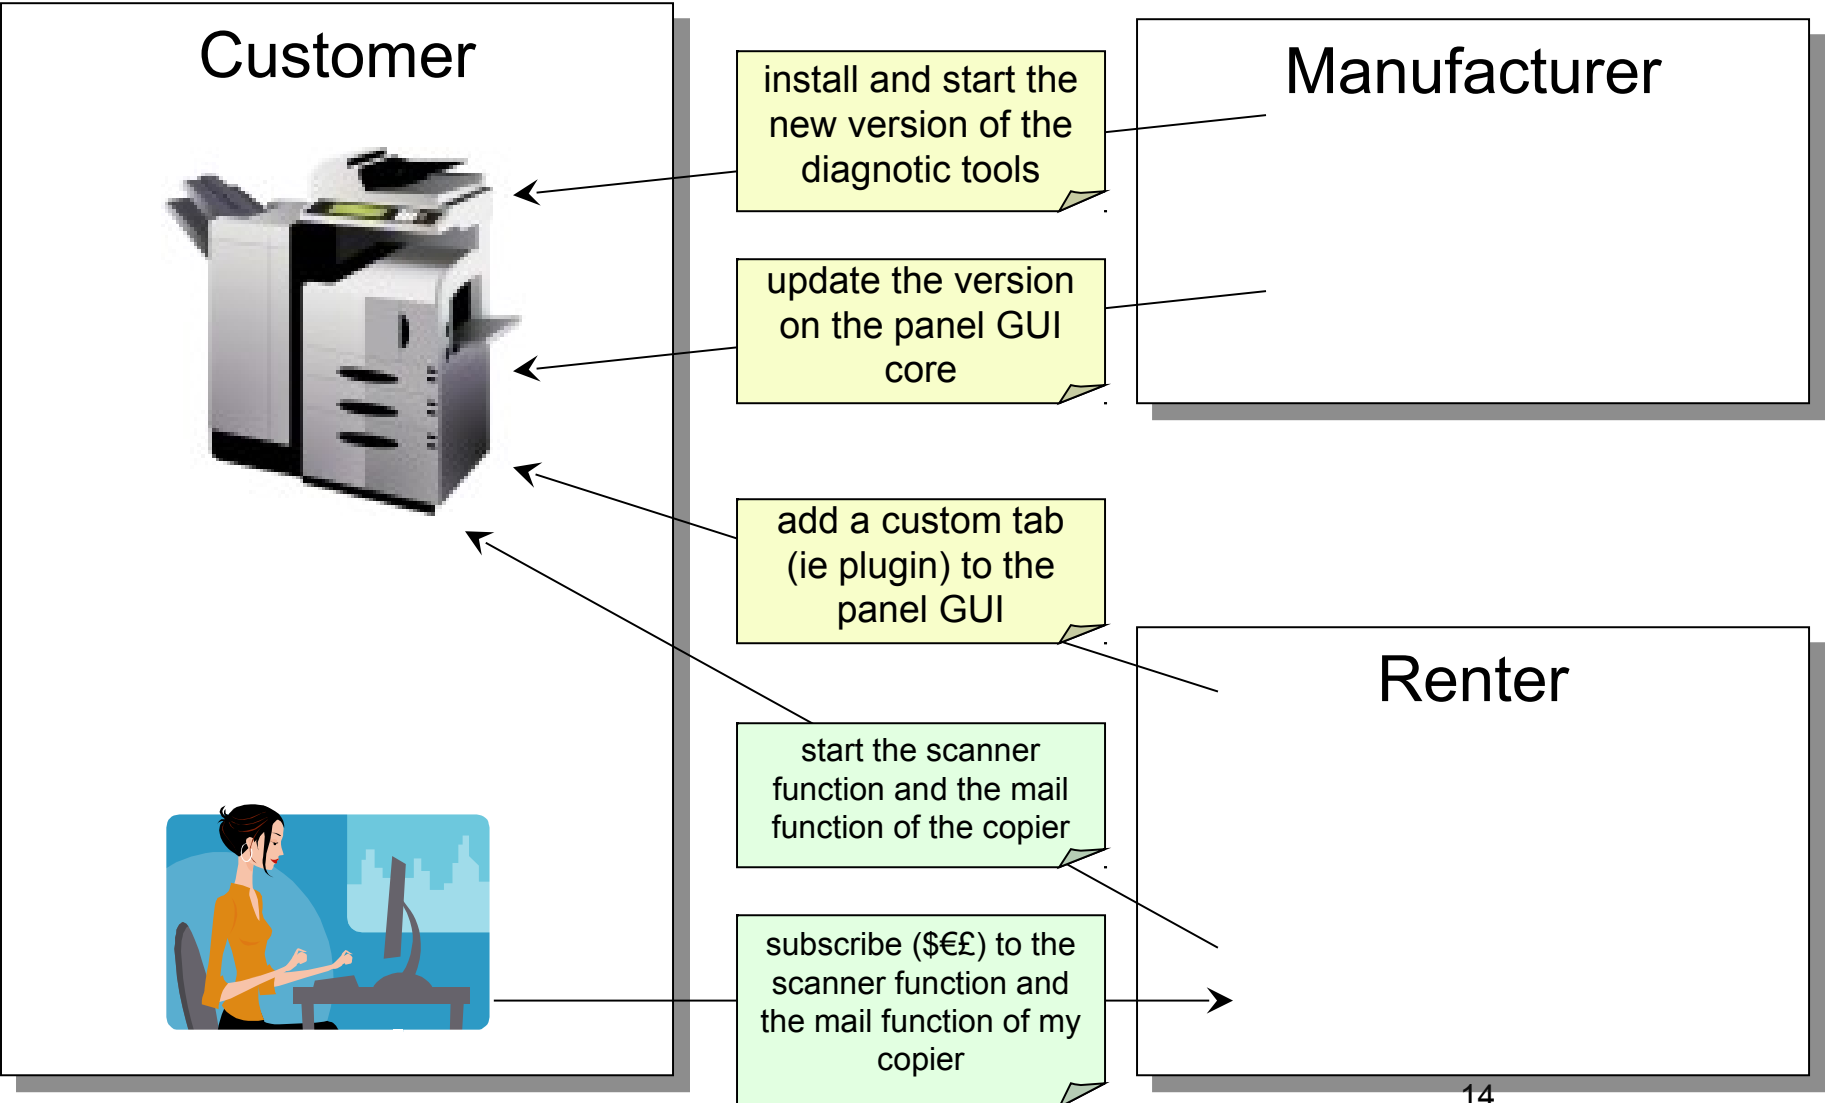 Customer
install and start the
new version of the
diagnotic tools
Manufacturer
update the version
on the panel GUI
core
add a custom tab
(ie plugin) to the
panel GUI
Renter
start the scanner
function and the mail
function of the copier
subscribe ($€£) to the
scanner function and
the mail function of my
copier
14